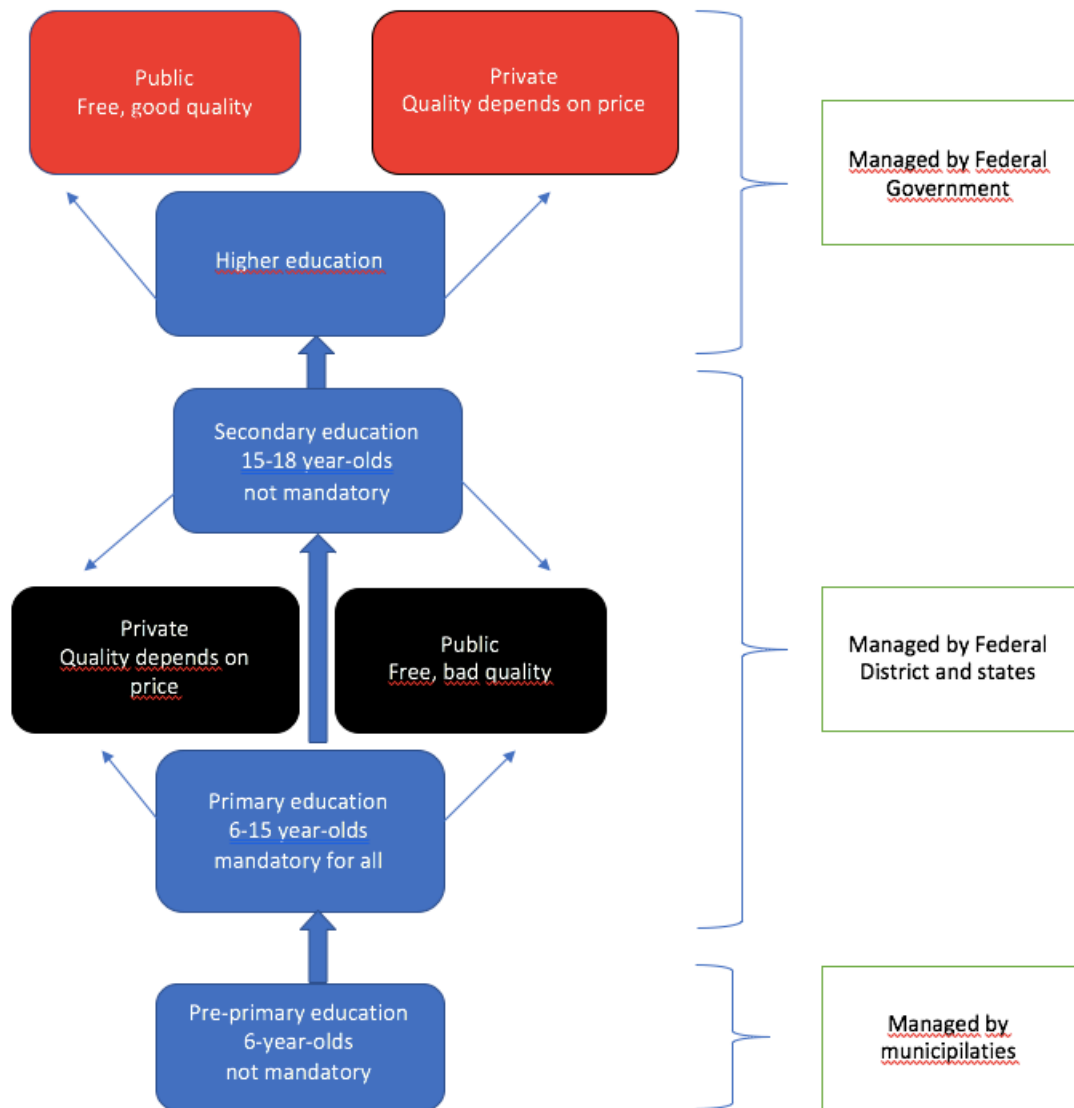 Public
Free, good quality
Private
Quality depends on price
Managed by Federal
Government
Higher education
Secondary education
15-18 year-olds
not mandatory
Private
Quality depends on
price
Public
Free, bad quality
Managed by Federal
District and states
Primary education
6-15 year-olds
mandatory for all
Pre-primary education
6-year-olds
not mandatory
Managed by
municipilaties